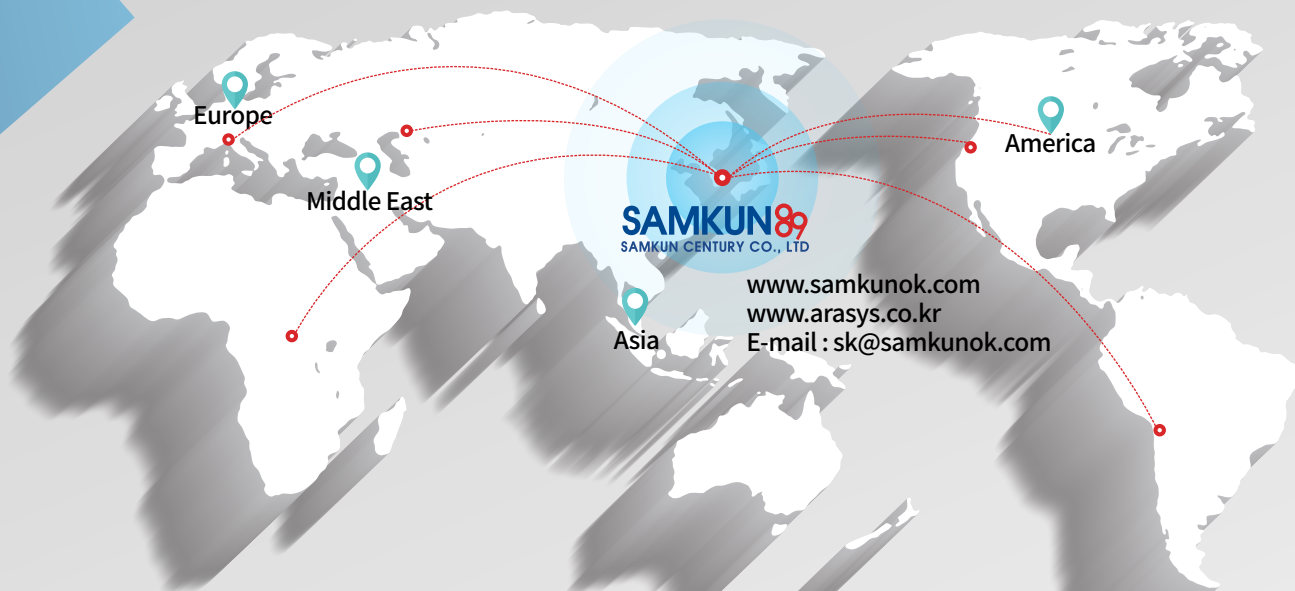 Europe
Middle East
America
SAMKUN89
SAMKUN CENTURY CO., LTD
www.samkunok.com
www.arasys.co.kr
E-mail : sk@samkunok.com
Asia